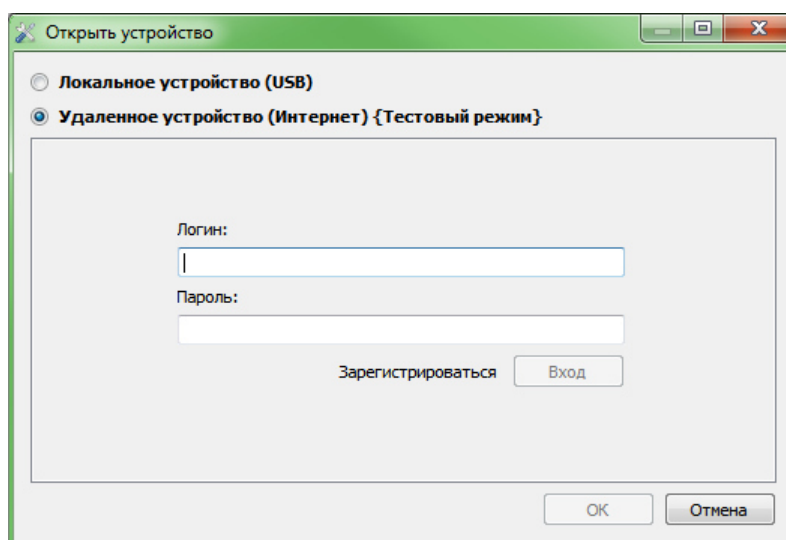 Открыть устройство
Локальное устройство (USB)
Удаленное устройство (Интернет) {Тестовый режим}
Логин:
Пароль:
Зарегистрироваться Вход
OK Отмена